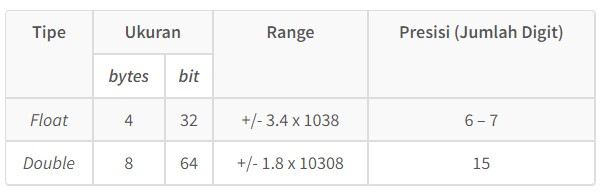 Tipe Ukuran Range Presisi (Jumlah Digit)
bytes bit
Float 4 32 +/- 3.4 x 1038 6 – 7
Double 8 64 +/- 1.8 x 10308 15